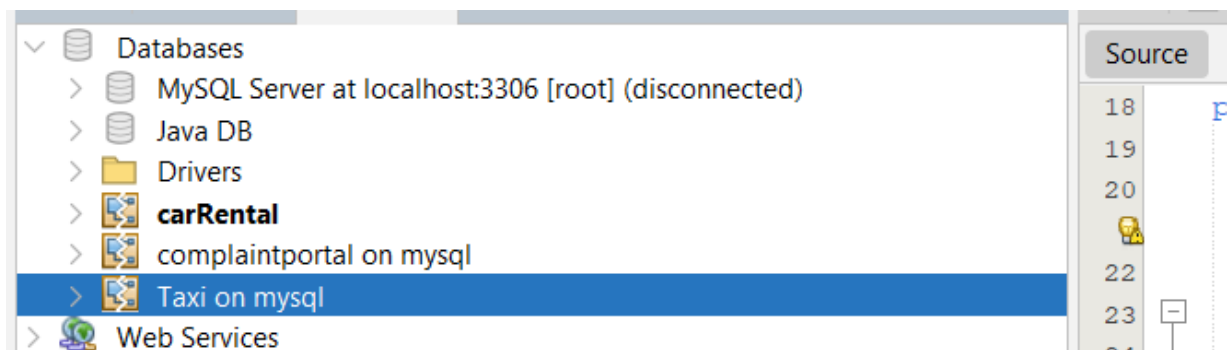 Databases
MySQL Server at localhost:3306 [root] (disconnected)
Java DB
Drivers
carRental
complaintportal on mysql
Taxi on mysql
Web Services
Source
18 p
19
20
22
23